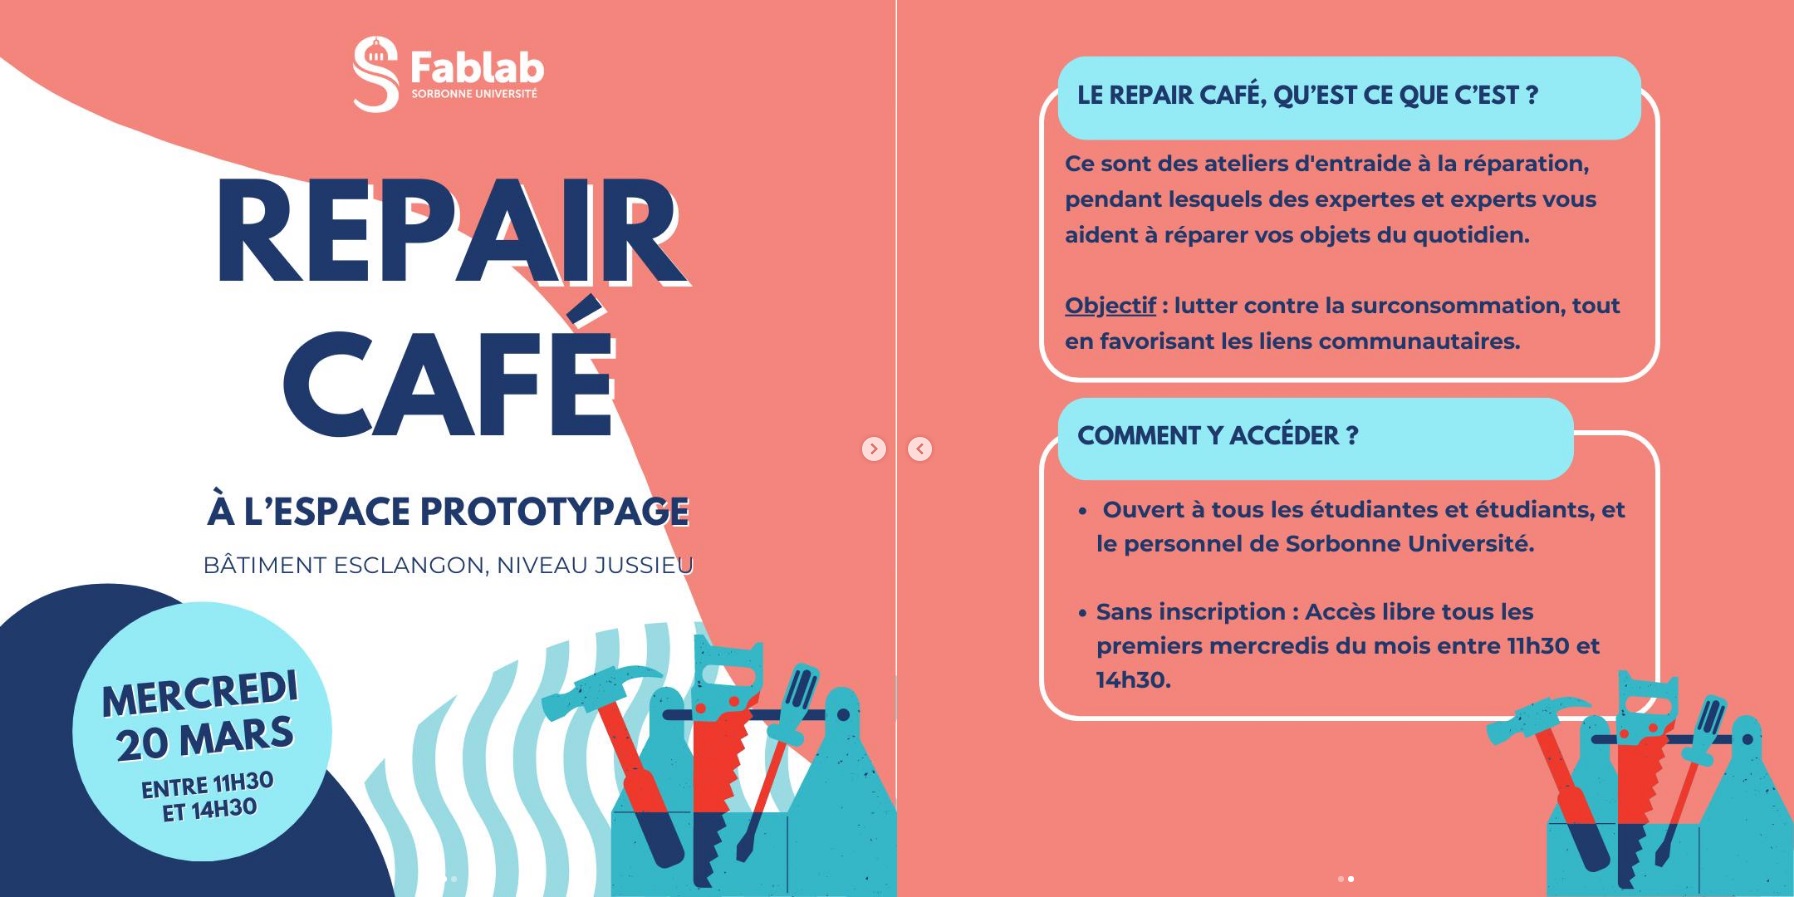 Fablab
SORBONNE UNIVERSITÉ
REPAIR
CAFÉ
À L'ESPACE PROTOTYPAGE
BÂTIMENT ESCLANGON, NIVEAU JUSSIEU
MERCREDI
20 MARS
ENTRE 11H30
ET 14H30
LE REPAIR CAFÉ, QU'EST CE QUE C'EST ?
Ce sont des ateliers d'entraide à la réparation,
pendant lesquels des expertes et experts vous
aident à réparer vos objets du quotidien.
Objectif : lutter contre la surconsommation, tout
en favorisant les liens communautaires.
COMMENT Y ACCÉDER ?
• Ouvert à tous les étudiantes et étudiants, et
le personnel de Sorbonne Université.
• Sans inscription : Accès libre tous les
premiers mercredis du mois entre 11h30 et
14h30.